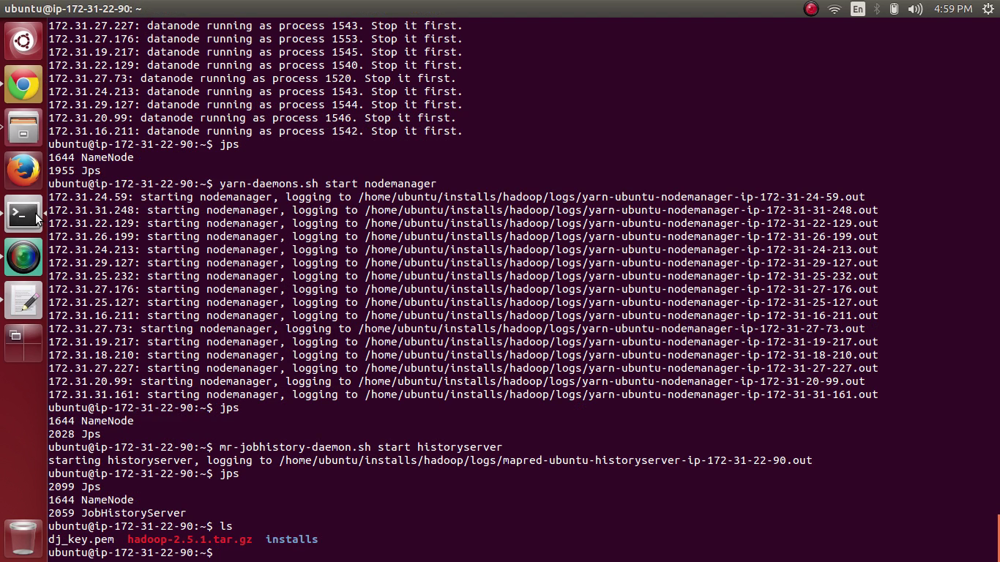 ubuntu@ip-172-31-22-90: ~
En
4:59 PM
172.31.27.227: datanode running as process 1543. Stop it first.
172.31.27.176: datanode running as process 1553. Stop it first.
172.31.19.217: datanode running as process 1545. Stop it first.
172.31.22.129: datanode running as process 1540. Stop it first.
172.31.27.73: datanode running as process 1520. Stop it first.
172.31.24.213: datanode running as process 1543. Stop it first.
172.31.29.127: datanode running as process 1544. Stop it first.
172.31.20.99: datanode running as process 1546. Stop it first.
172.31.16.211: datanode running as process 1542. Stop it first.
ubuntu@ip-172-31-22-90:~$ jps
1644 NameNode
1955 Jps
ubuntu@ip-172-31-22-90:~$ yarn-daemons.sh start nodemanager
172.31.24.59: starting nodemanager, logging to /home/ubuntu/installs/hadoop/logs/yarn-ubuntu-nodemanager-ip-172-31-24-59.out
172.31.31.248: starting nodemanager, logging to /home/ubuntu/installs/hadoop/logs/yarn-ubuntu-nodemanager-ip-172-31-31-248.out
172.31.22.129: starting nodemanager, logging to /home/ubuntu/installs/hadoop/logs/yarn-ubuntu-nodemanager-ip-172-31-22-129.out
172.31.26.199: starting nodemanager, logging to /home/ubuntu/installs/hadoop/logs/yarn-ubuntu-nodemanager-ip-172-31-26-199.out
172.31.24.213: starting nodemanager, logging to /home/ubuntu/installs/hadoop/logs/yarn-ubuntu-nodemanager-ip-172-31-24-213.out
172.31.29.127: starting nodemanager, logging to /home/ubuntu/installs/hadoop/logs/yarn-ubuntu-nodemanager-ip-172-31-29-127.out
172.31.25.232: starting nodemanager, logging to /home/ubuntu/installs/hadoop/logs/yarn-ubuntu-nodemanager-ip-172-31-25-232.out
172.31.27.176: starting nodemanager, logging to /home/ubuntu/installs/hadoop/logs/yarn-ubuntu-nodemanager-ip-172-31-27-176.out
172.31.25.127: starting nodemanager, logging to /home/ubuntu/installs/hadoop/logs/yarn-ubuntu-nodemanager-ip-172-31-25-127.out
172.31.16.211: starting nodemanager, logging to /home/ubuntu/installs/hadoop/logs/yarn-ubuntu-nodemanager-ip-172-31-16-211.out
172.31.27.73: starting nodemanager, logging to /home/ubuntu/installs/hadoop/logs/yarn-ubuntu-nodemanager-ip-172-31-27-73.out
172.31.19.217: starting nodemanager, logging to /home/ubuntu/installs/hadoop/logs/yarn-ubuntu-nodemanager-ip-172-31-19-217.out
172.31.18.210: starting nodemanager, logging to /home/ubuntu/installs/hadoop/logs/yarn-ubuntu-nodemanager-ip-172-31-18-210.out
172.31.27.227: starting nodemanager, logging to /home/ubuntu/installs/hadoop/logs/yarn-ubuntu-nodemanager-ip-172-31-27-227.out
172.31.20.99: starting nodemanager, logging to /home/ubuntu/installs/hadoop/logs/yarn-ubuntu-nodemanager-ip-172-31-20-99.out
172.31.31.161: starting nodemanager, logging to /home/ubuntu/installs/hadoop/logs/yarn-ubuntu-nodemanager-ip-172-31-31-161.out
ubuntu@ip-172-31-22-90:~$ jps
1644 NameNode
2028 Jps
ubuntu@ip-172-31-22-90:~$ mr-jobhistory-daemon.sh start historyserver
starting historyserver, logging to /home/ubuntu/installs/hadoop/logs/mapred-ubuntu-historyserver-ip-172-31-22-90.out
ubuntu@ip-172-31-22-90:~$ jps
2099 Jps
1644 NameNode
2059 JobHistoryServer
ubuntu@ip-172-31-22-90:~$ ls
dj_key.pem hadoop-2.5.1.tar.gz installs
ubuntu@ip-172-31-22-90:~$